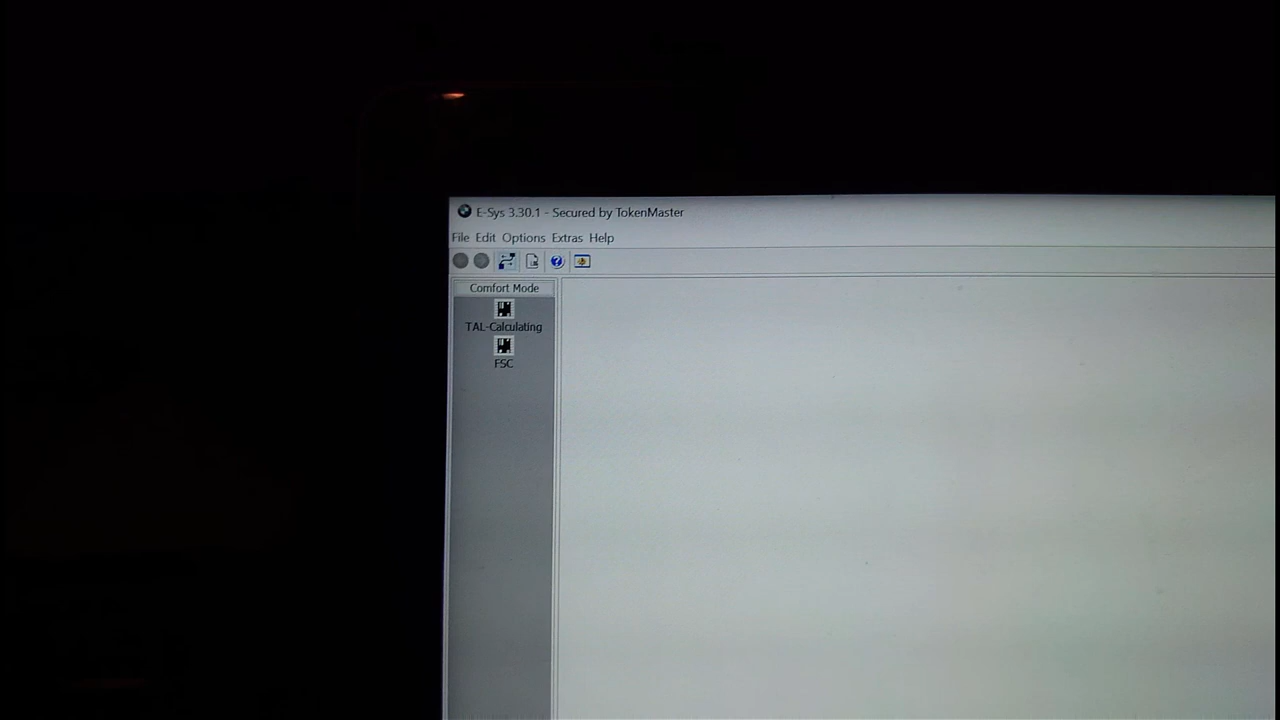 E-Sys 3.30.1 - Secured by TokenMaster
File Edit Options Extras Help
Comfort Mode
TAL-Calculating
FSC